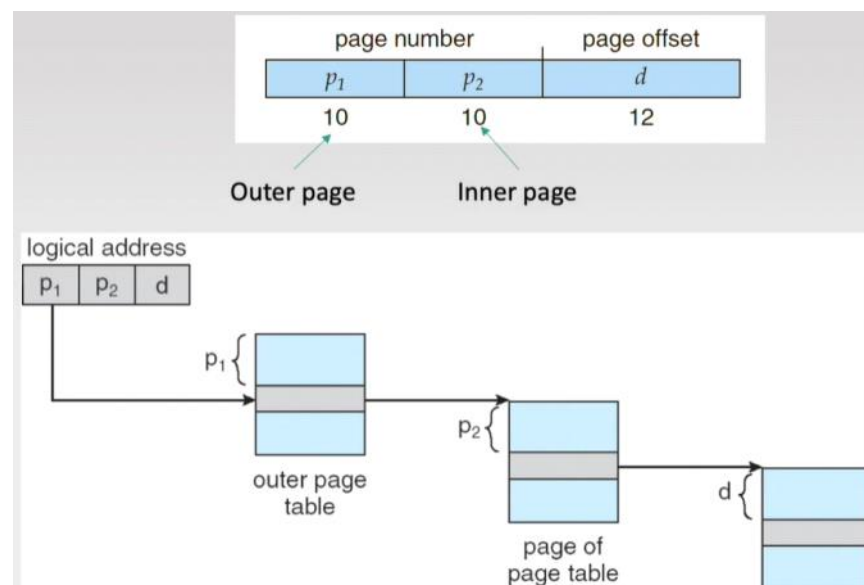 page number page offset
p₁ p₂ d
10 10 12
Outer page Inner page
logical address
p₁ p₂ d
p₁
p₂
outer page
table
d
page of
page table